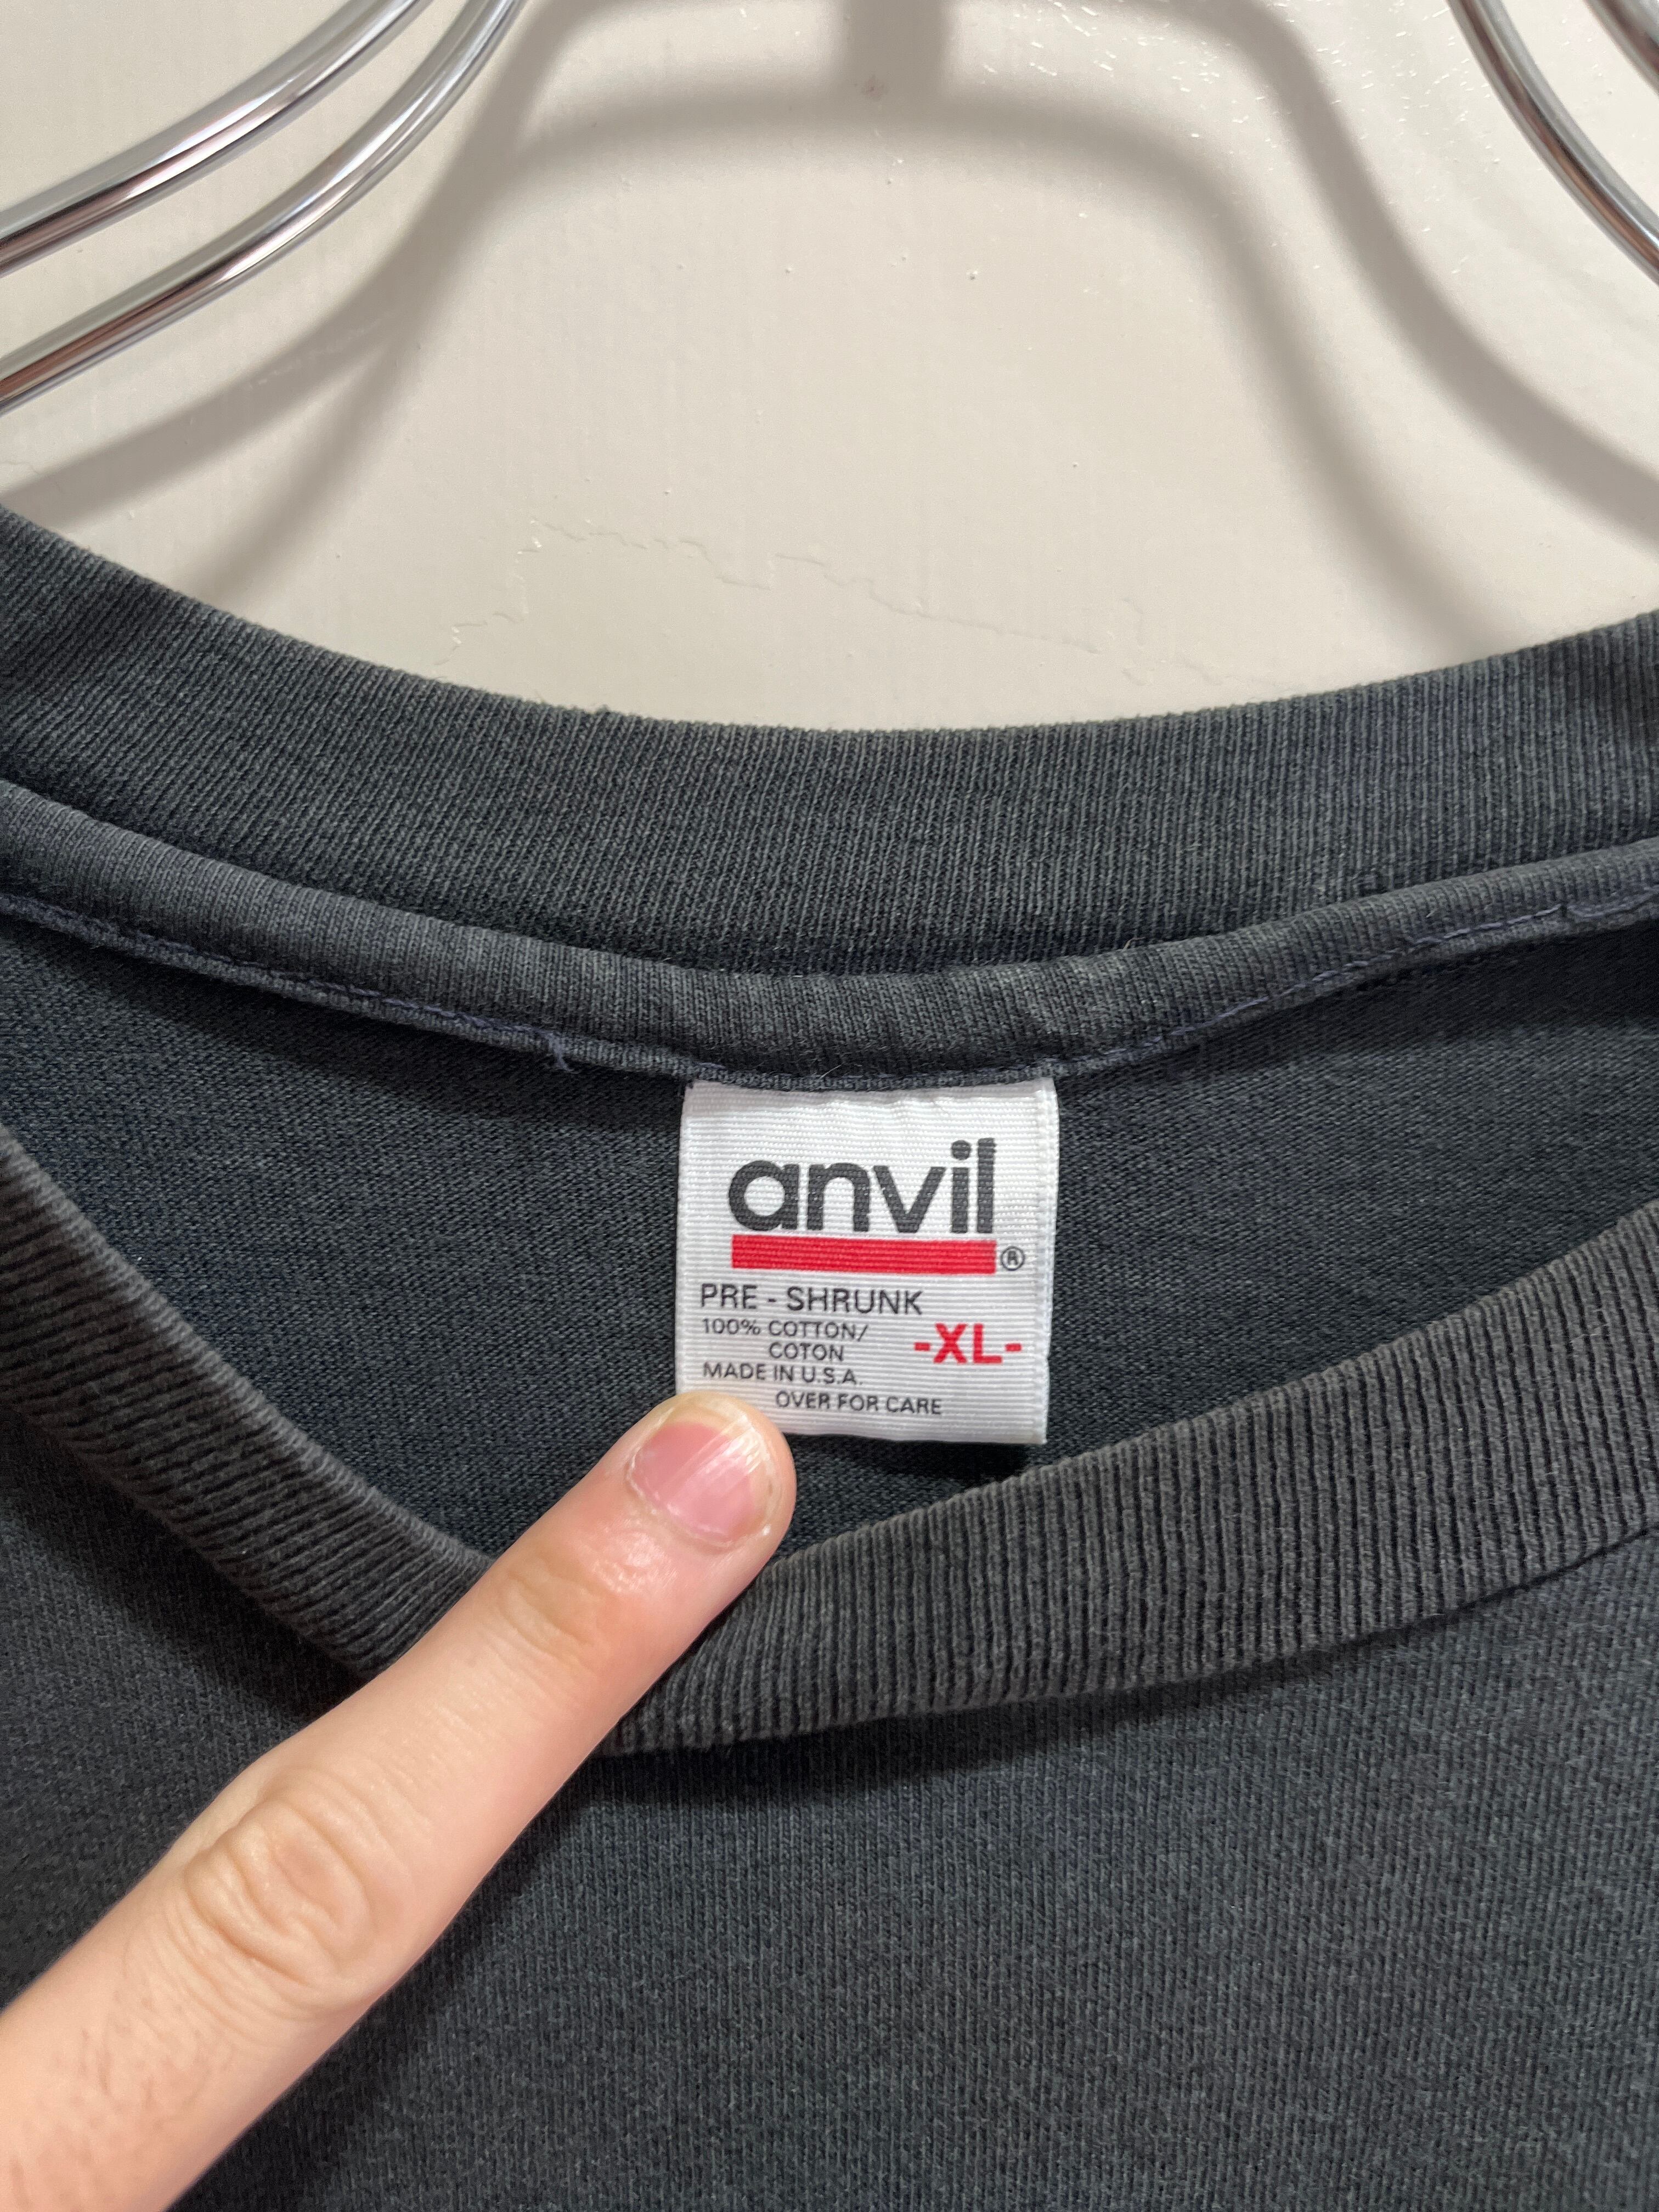 anvil®
PRE - SHRUNK
100% COTTON/
COTON
-XL-
MADE IN U.S.A.
OVER FOR CARE